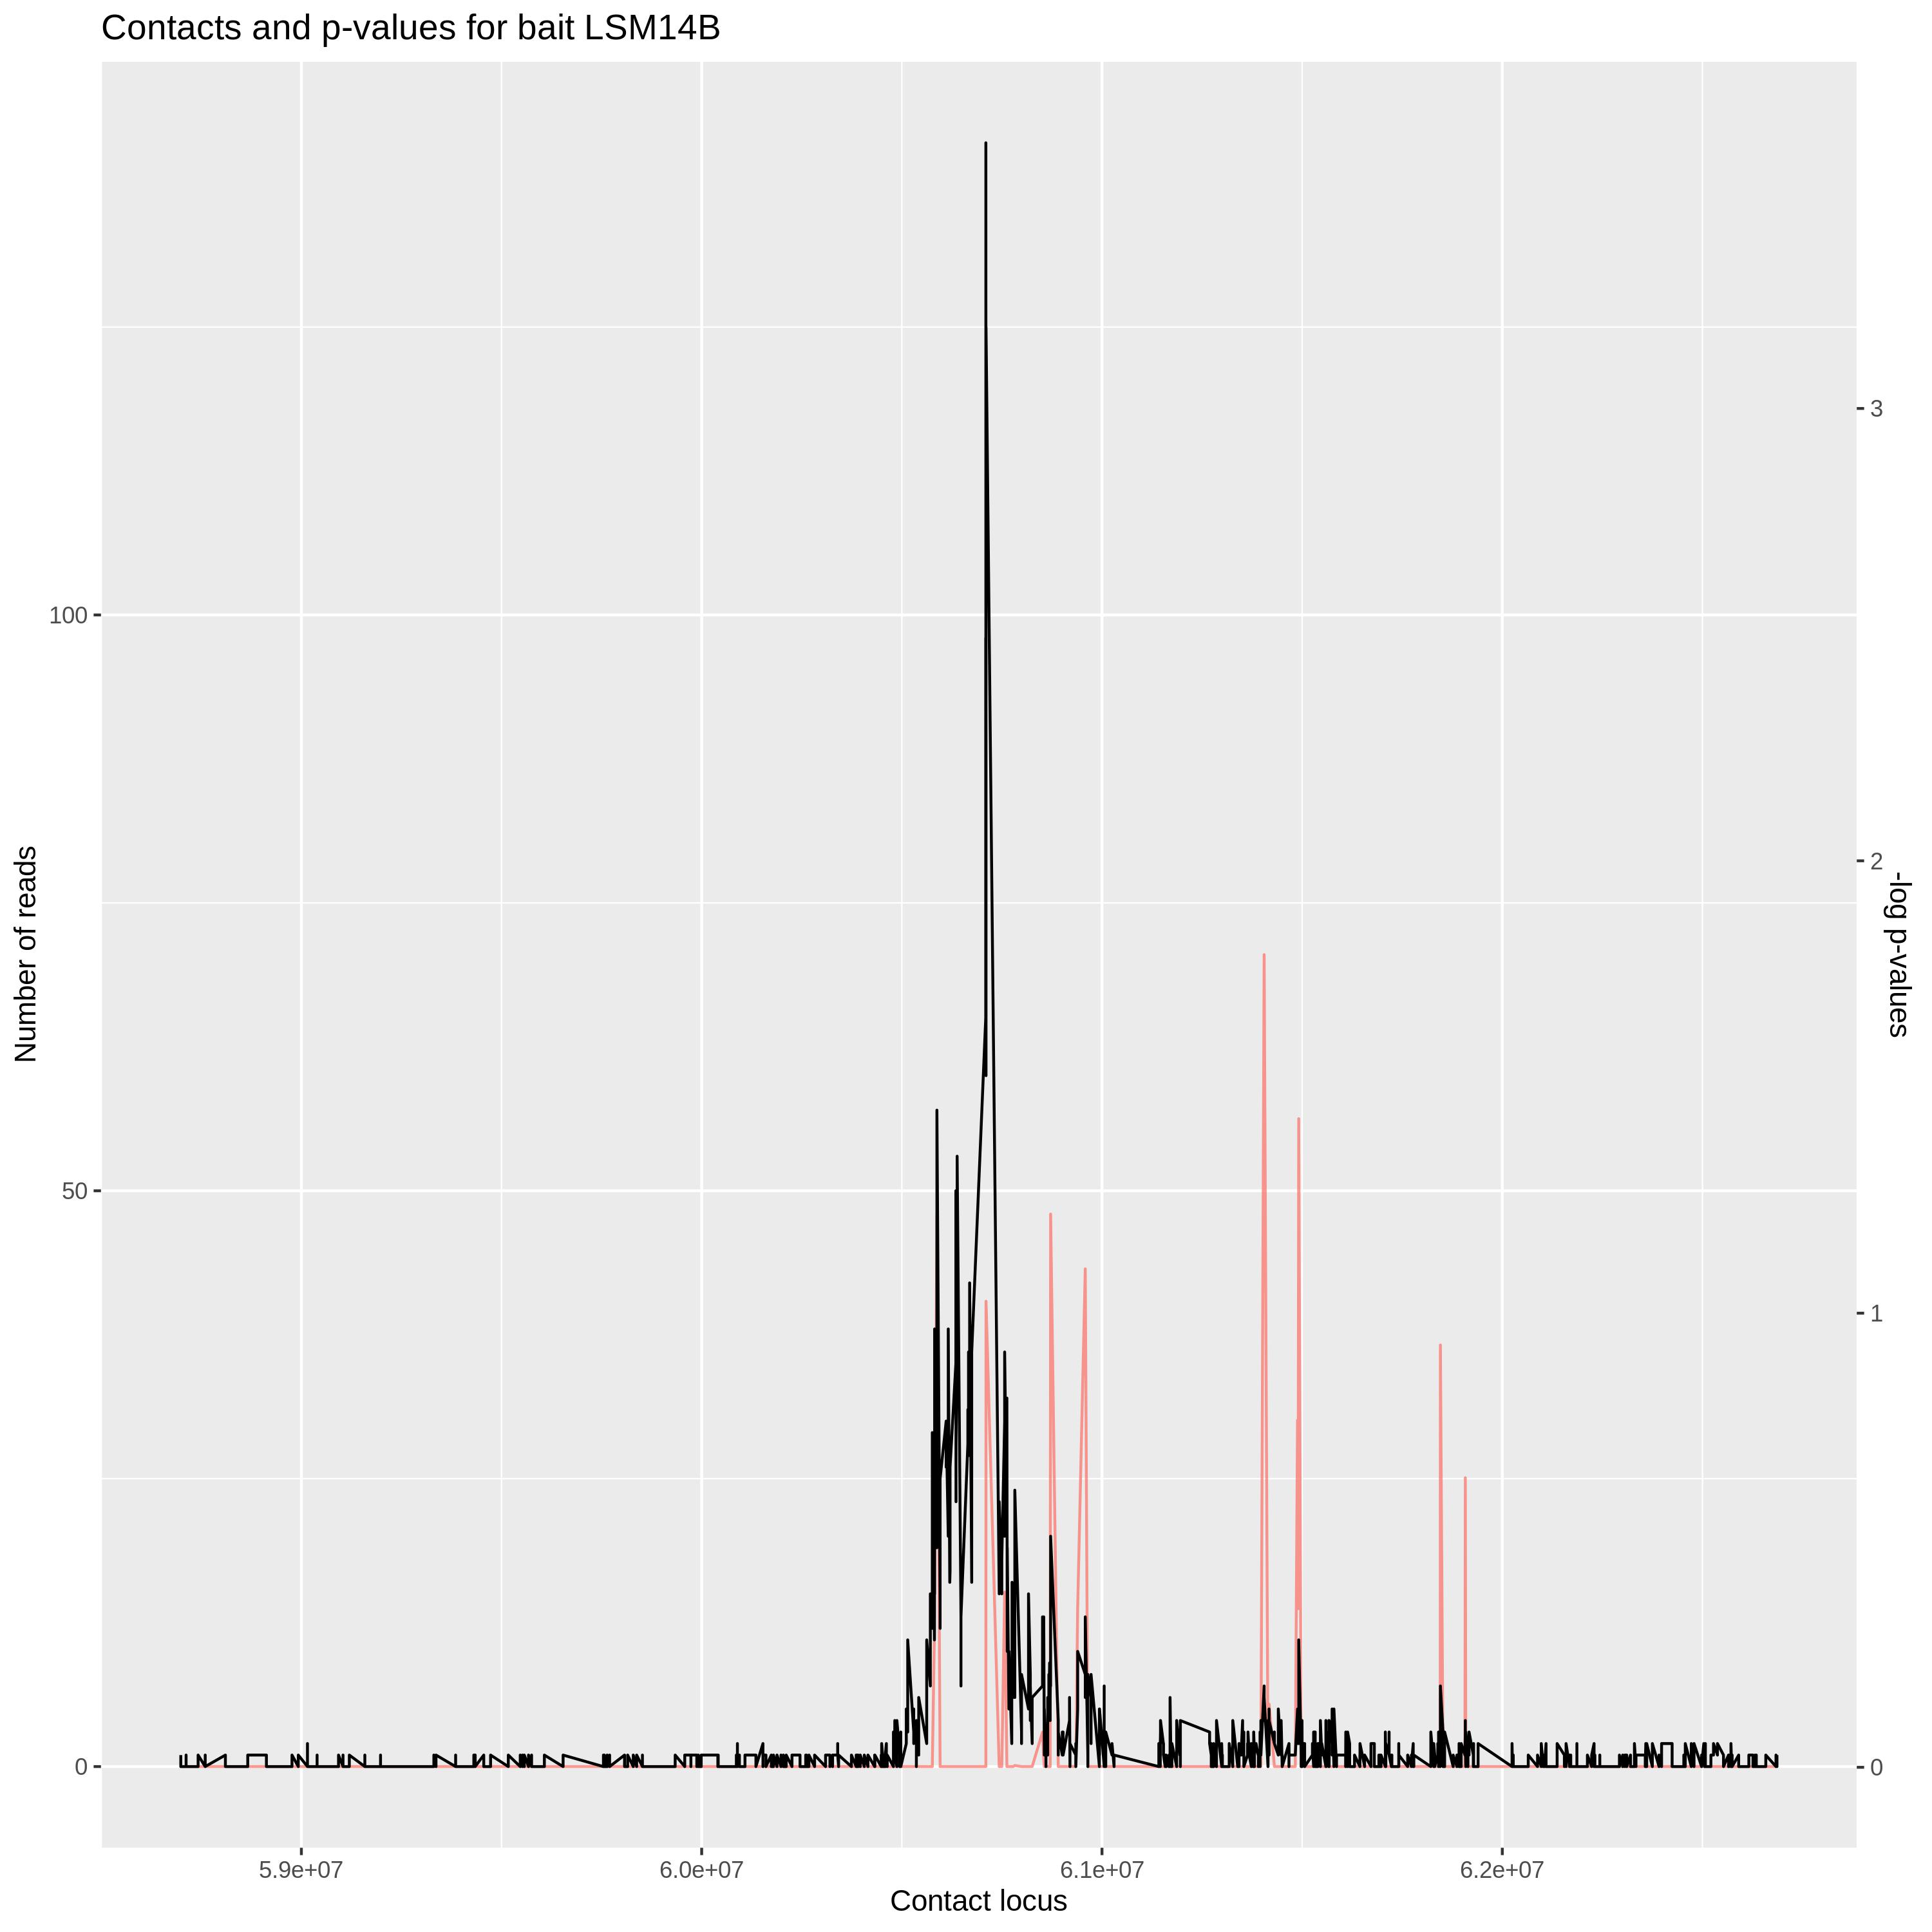 Contacts and p-values for bait LSM14B
Number of reads
100
50
0
3
2
1
0
-log p-values
5.9e+07
6.0e+07
6.1e+07
6.2e+07
Contact locus